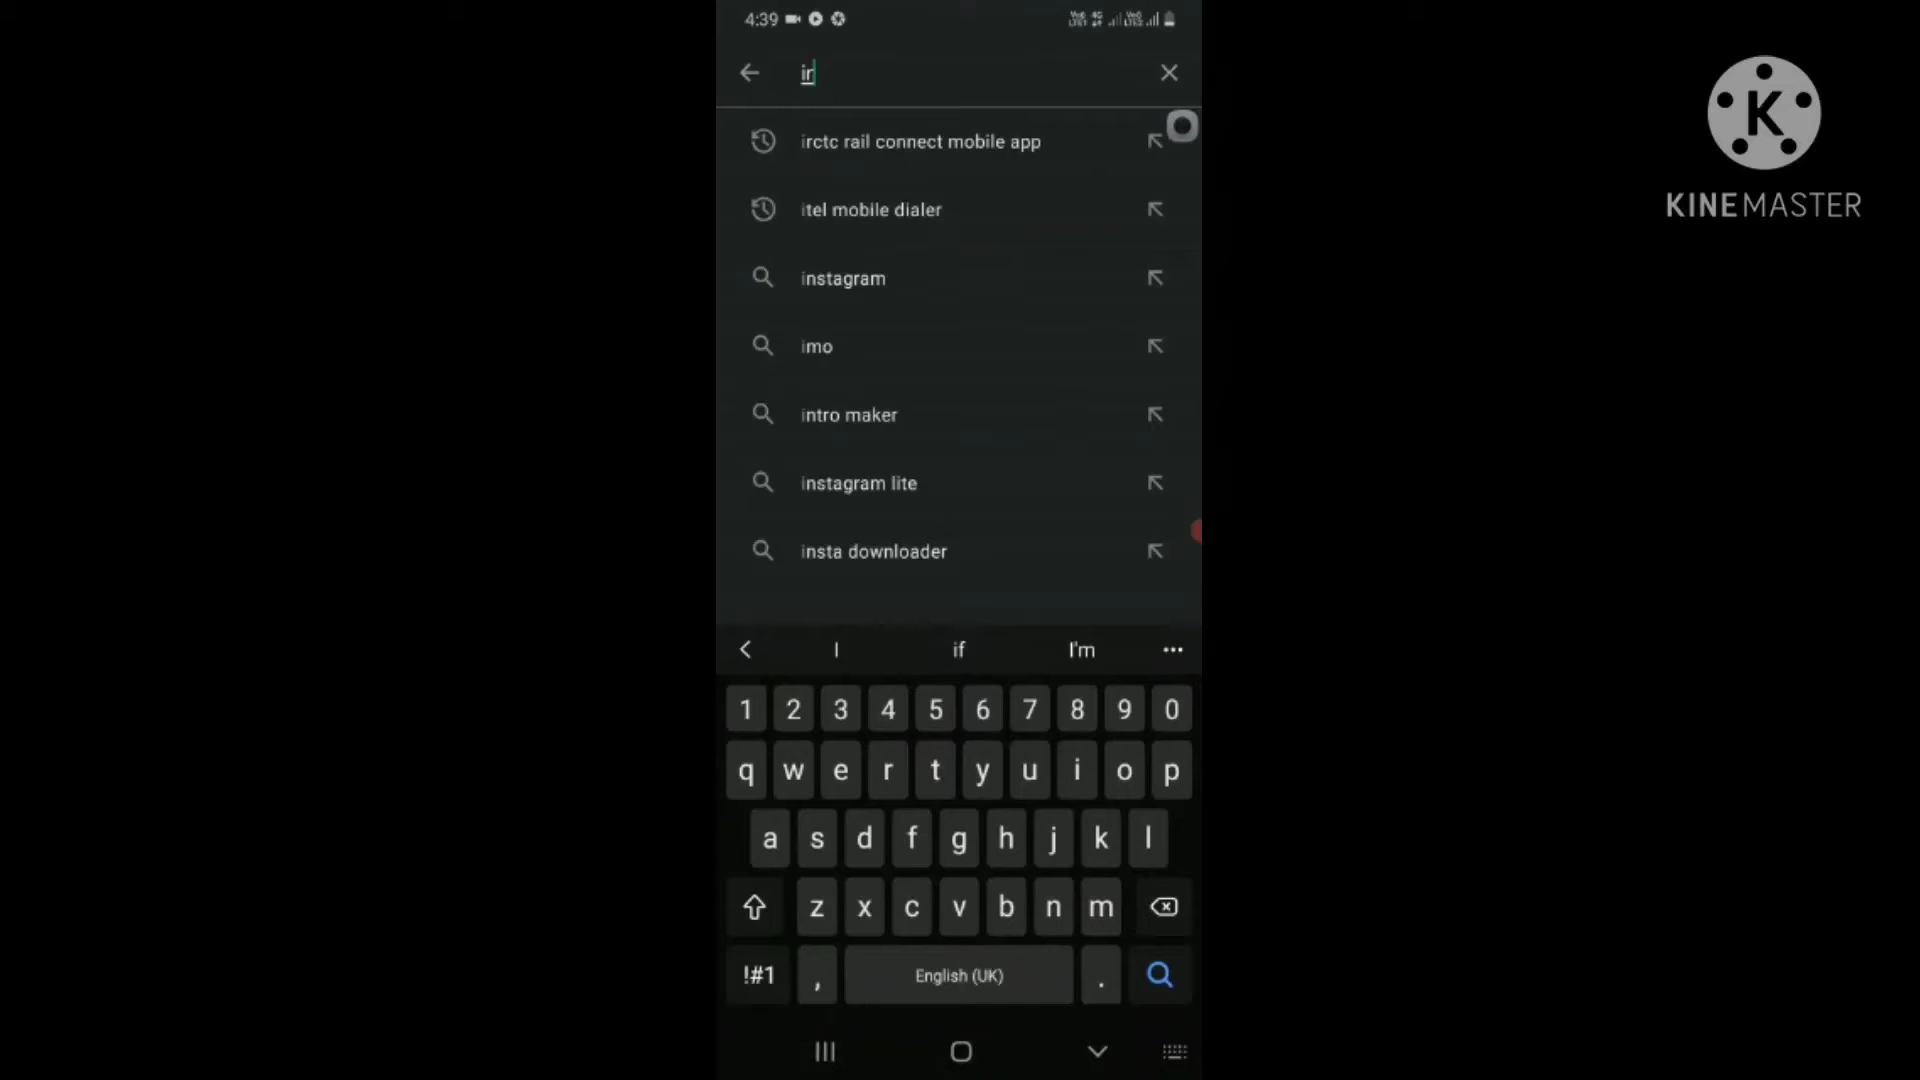 4:39
ir
irctc rail connect mobile app
itel mobile dialer
instagram
imo
intro maker
instagram lite
insta downloader
I if I'm
1 2 3 4 5 6 7 8 9 0
q w e r t y u i o p
a s d f g h j k l
z x c v b n m
!#1 , English (UK) .
K
KINEMASTER